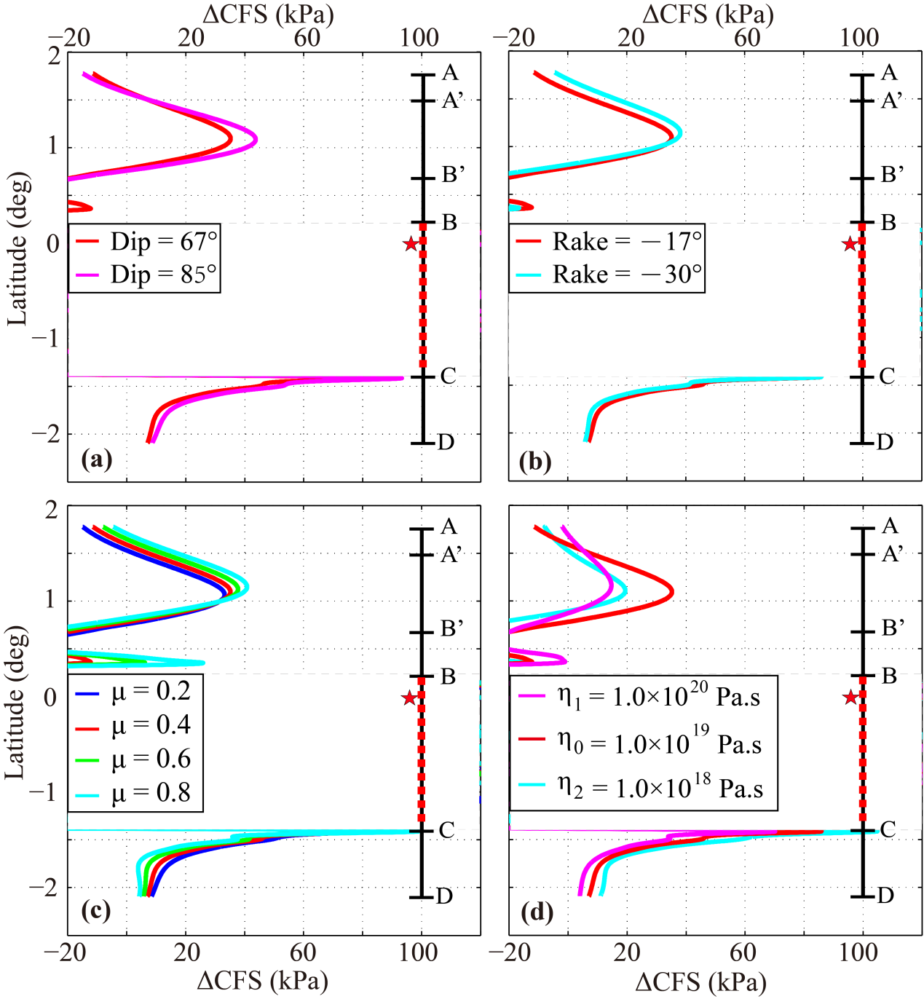 ΔCFS (kPa)
ΔCFS (kPa)
−20 20 60 100
−20 20 60 100
2
1
0
−1
−2
Latitude (deg)
A
A’
B’
B
C
D
Dip = 67°
Dip = 85°
(a)
A
A’
B’
B
C
D
Rake = −17°
Rake = −30°
(b)
2
1
0
−1
−2
Latitude (deg)
A
A’
B’
B
C
D
μ = 0.2
μ = 0.4
μ = 0.6
μ = 0.8
(c)
A
A’
B’
B
C
D
η1 = 1.0×10^20 Pa.s
η0 = 1.0×10^19 Pa.s
η2 = 1.0×10^18 Pa.s
(d)
−20 20 60 100
−20 20 60 100
ΔCFS (kPa)
ΔCFS (kPa)